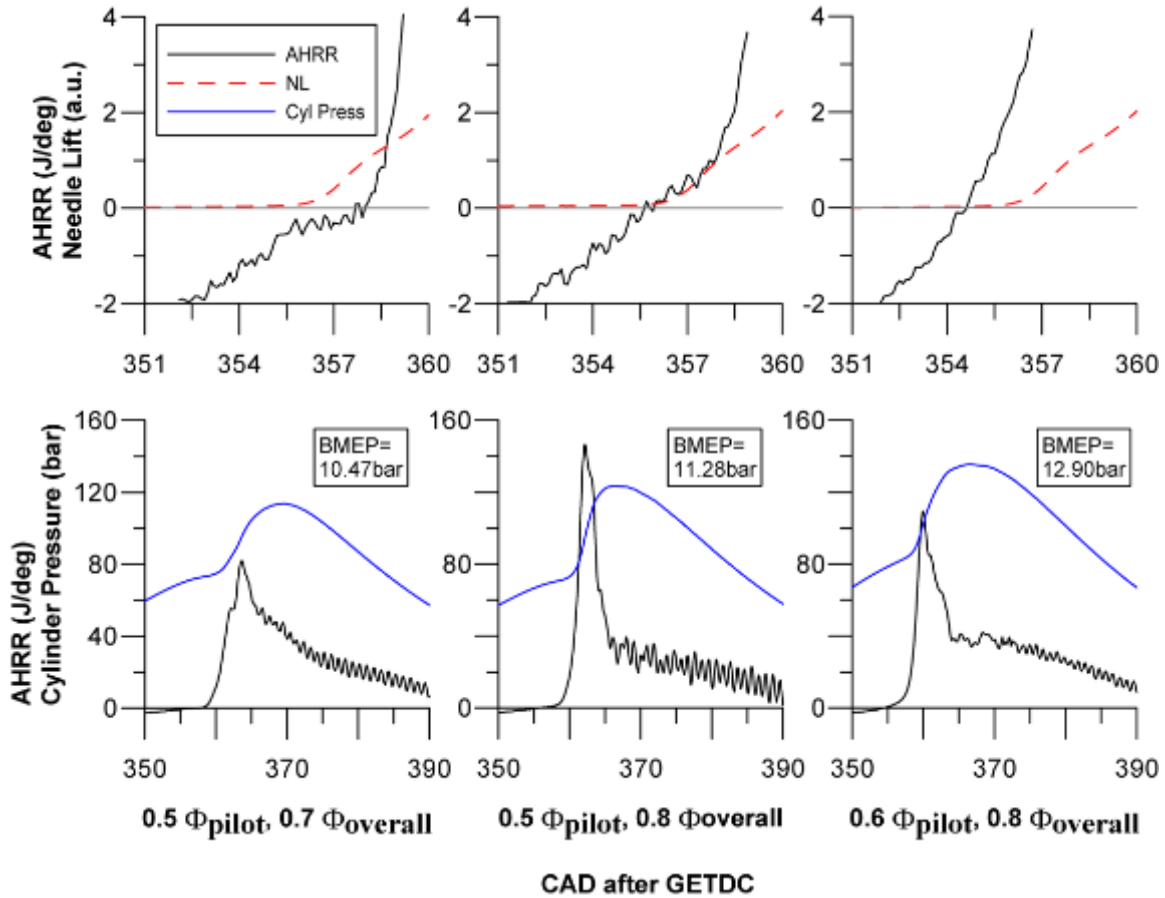 AHRR (J/deg)
Needle Lift (a.u.)
4
2
0
-2
AHRR
NL
Cyl Press
351 354 357 360
4
2
0
-2
351 354 357 360
4
2
0
-2
351 354 357 360
AHRR (J/deg)
Cylinder Pressure (bar)
160
120
80
40
0
BMEP=
10.47bar
350 370 390
160
120
80
40
0
BMEP=
11.28bar
350 370 390
160
120
80
40
0
BMEP=
12.90bar
350 370 390
0.5 Φpilot, 0.7 Φoverall
0.5 Φpilot, 0.8 Φoverall
0.6 Φpilot, 0.8 Φoverall
CAD after GETDC